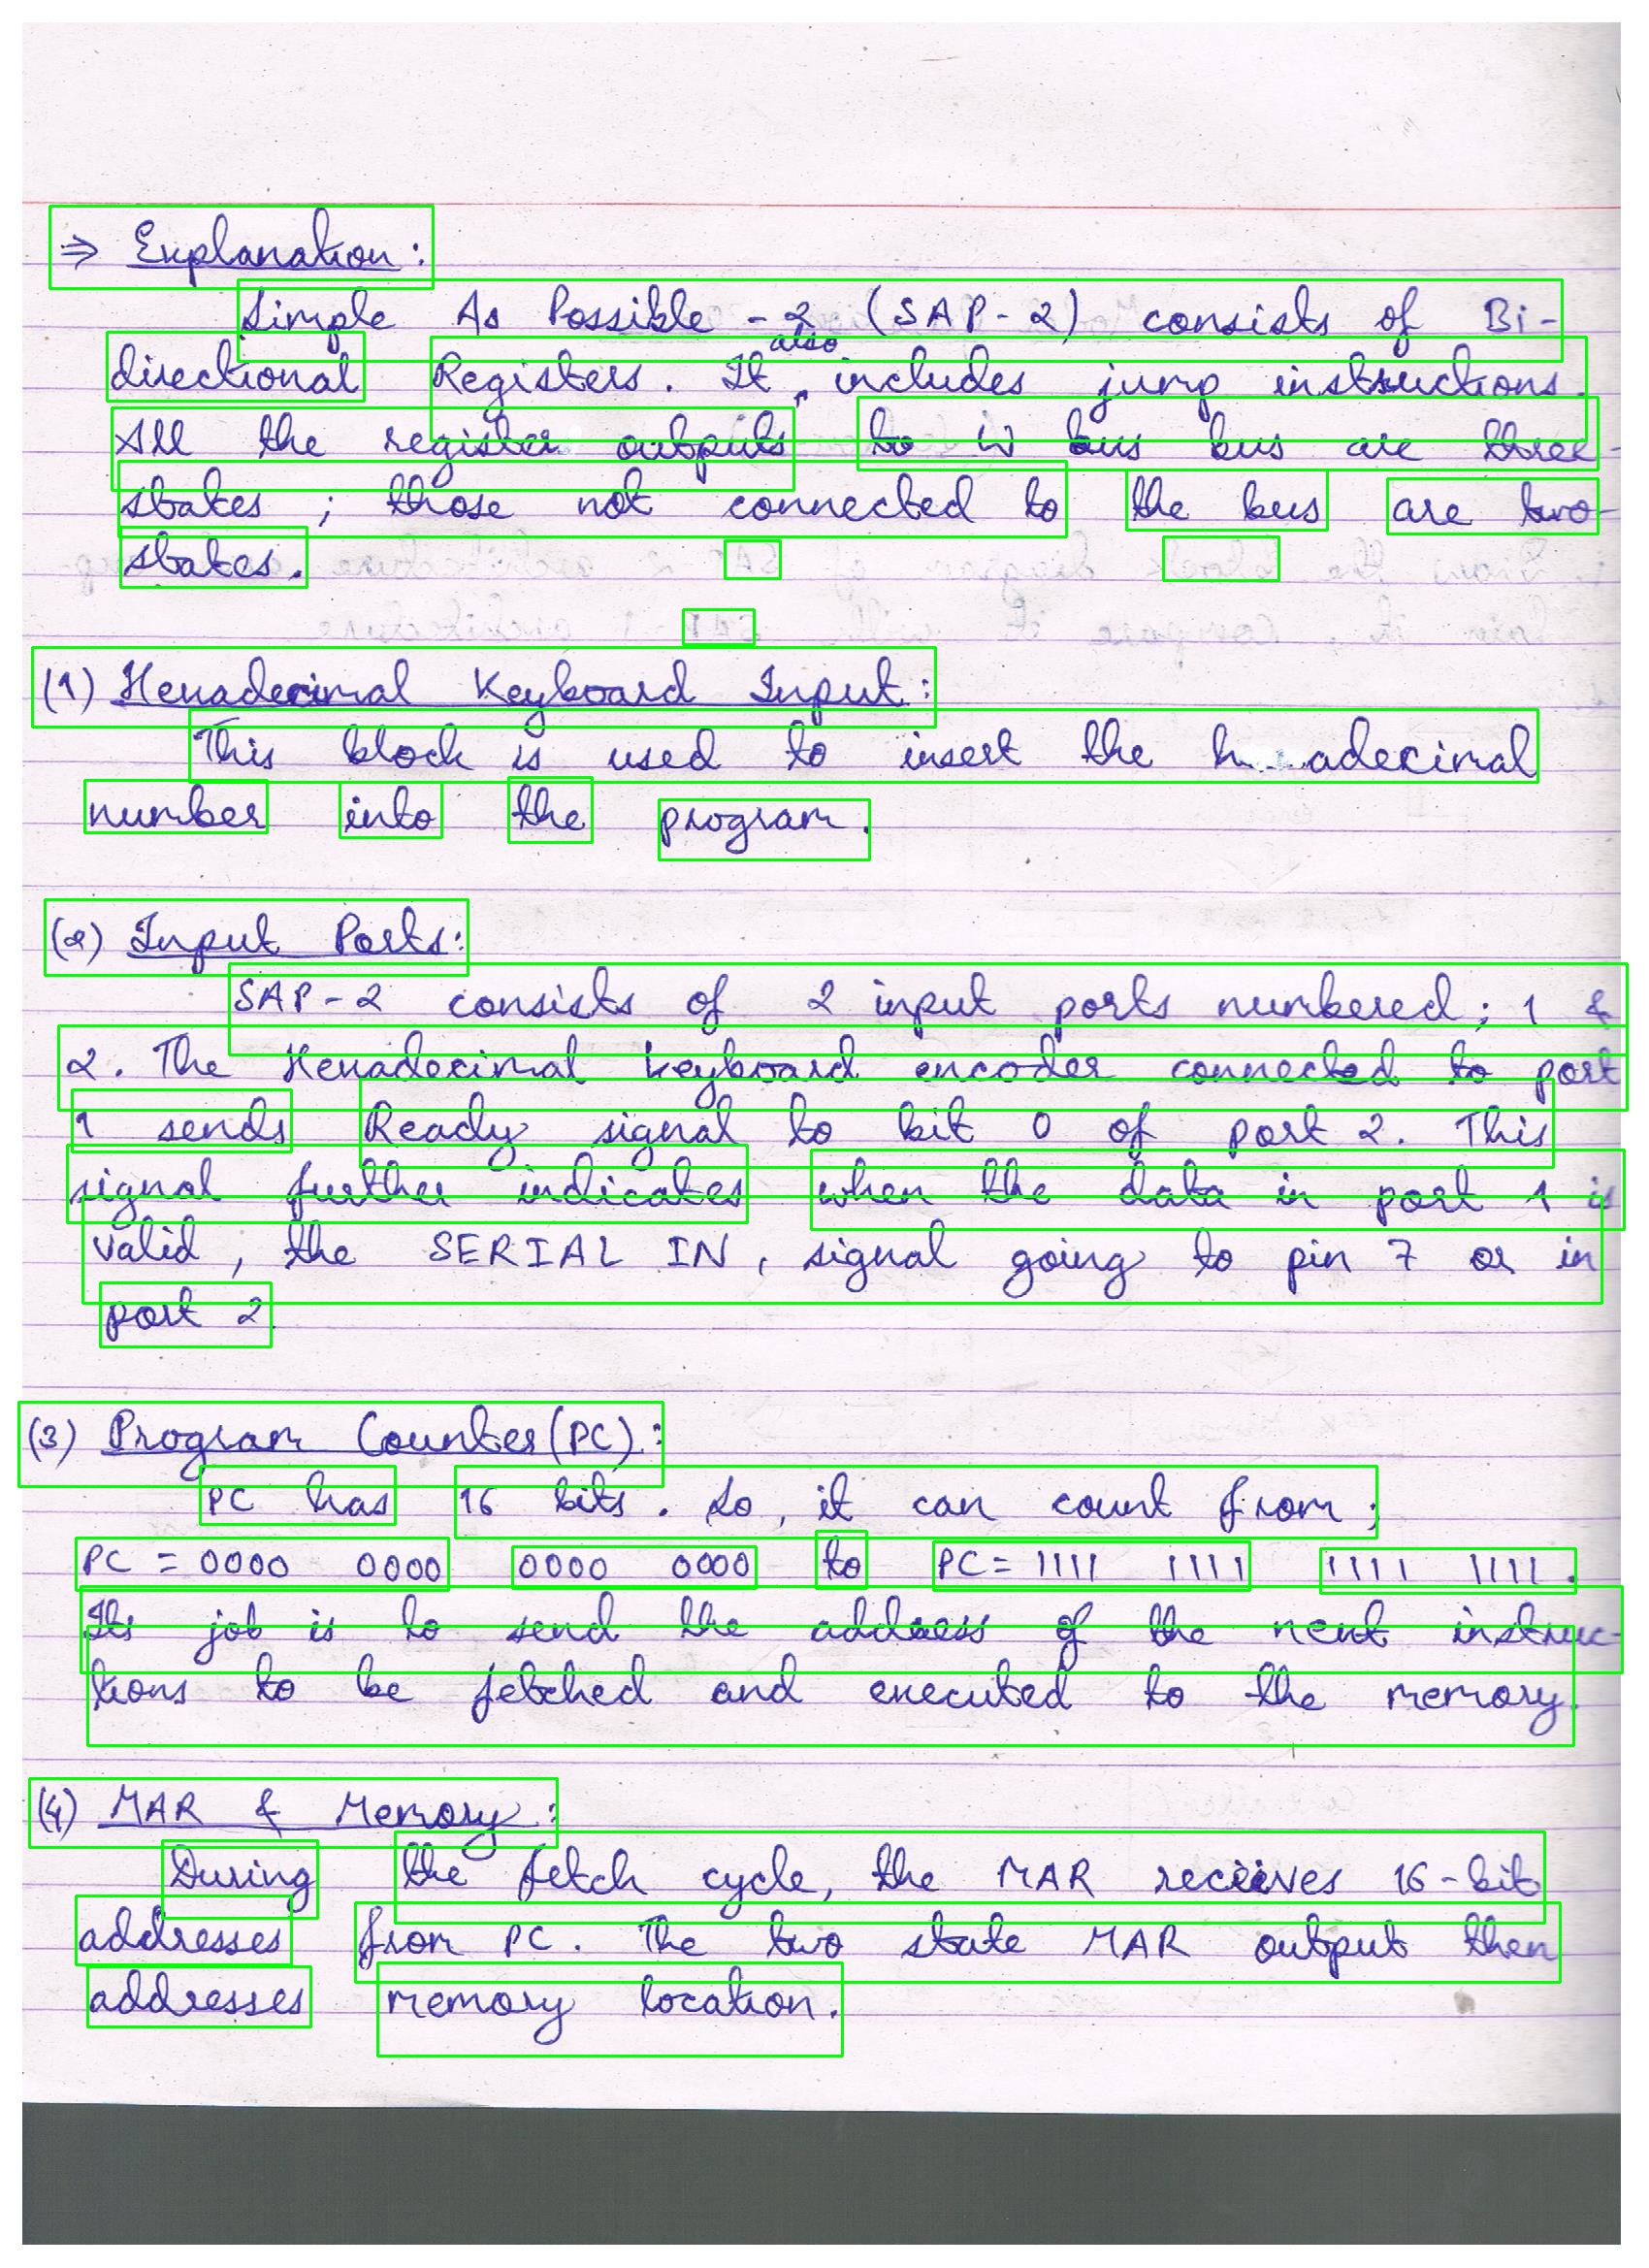 ⇒ Explanation:
Simple As Possible - 2 (SAP-2) consists of Bi-
directional Registers. It also includes jump instructions.
All the register outputs to W bus bus are three-
states ; those not connected to the bus are two-
states.
(1) Hexadecimal Keyboard Input:
This block is used to insert the h adecimal
number into the program.
(2) Input Ports:
SAP-2 consists of 2 input ports numbered; 1 &
2. The Hexadecimal keyboard encoder connected to port
1 sends Ready signal to bit 0 of port 2. This
signal further indicates when the data in port 1 is
valid, the SERIAL IN, signal going to pin 7 or in
port 2.
(3) Program Counter(PC):
PC has 16 bits. So, it can count from;
PC = 0000 0000 0000 0000 to PC= 1111 1111 1111 1111.
Its job is to send the address of the next instruc-
tions to be fetched and executed to the memory.
(4) MAR & Memory:
During the fetch cycle, the MAR receives 16-bit
addresses from PC. The two state MAR output then
addresses memory location.